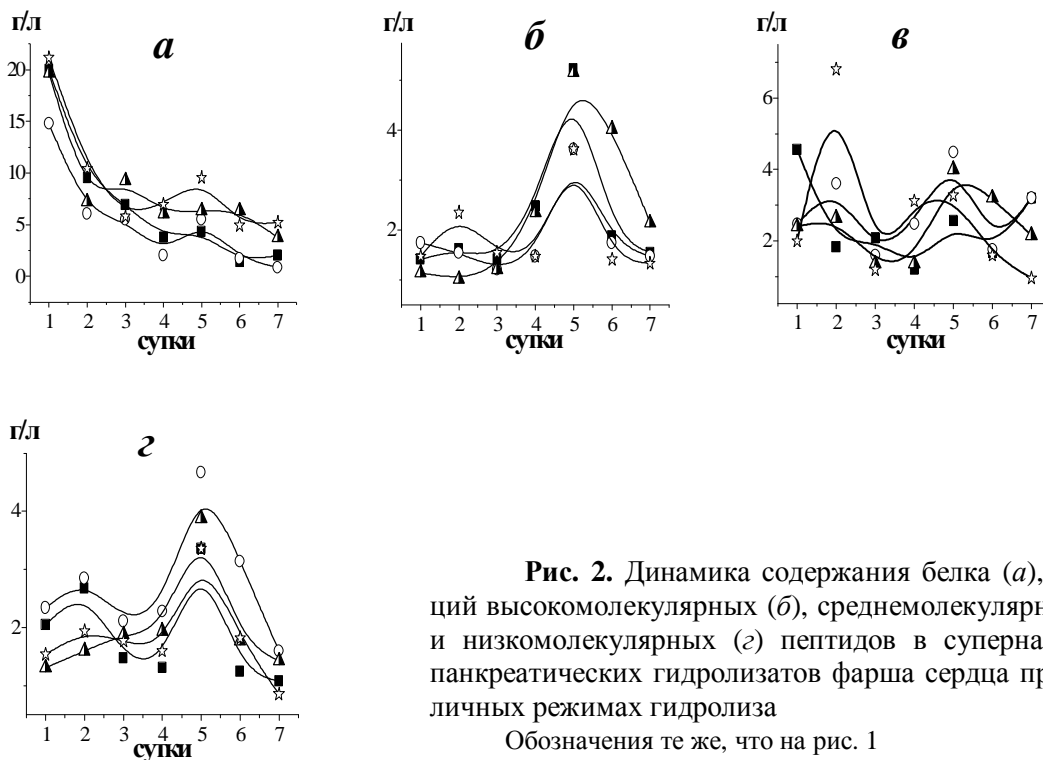 г/л
а
20
15
10
5
0
1 2 3 4 5 6 7
сутки
г/л
б
4
2
1 2 3 4 5 6 7
сутки
г/л
в
6
4
2
1 2 3 4 5 6 7
сутки
г/л
г
4
2
1 2 3 4 5 6 7
сутки
Рис. 2. Динамика содержания белка (а),
ций высокомолекулярных (б), среднемолекулярн
и низкомолекулярных (г) пептидов в суперна
панкреатических гидролизатов фарша сердца пр
личных режимах гидролиза
Обозначения те же, что на рис. 1